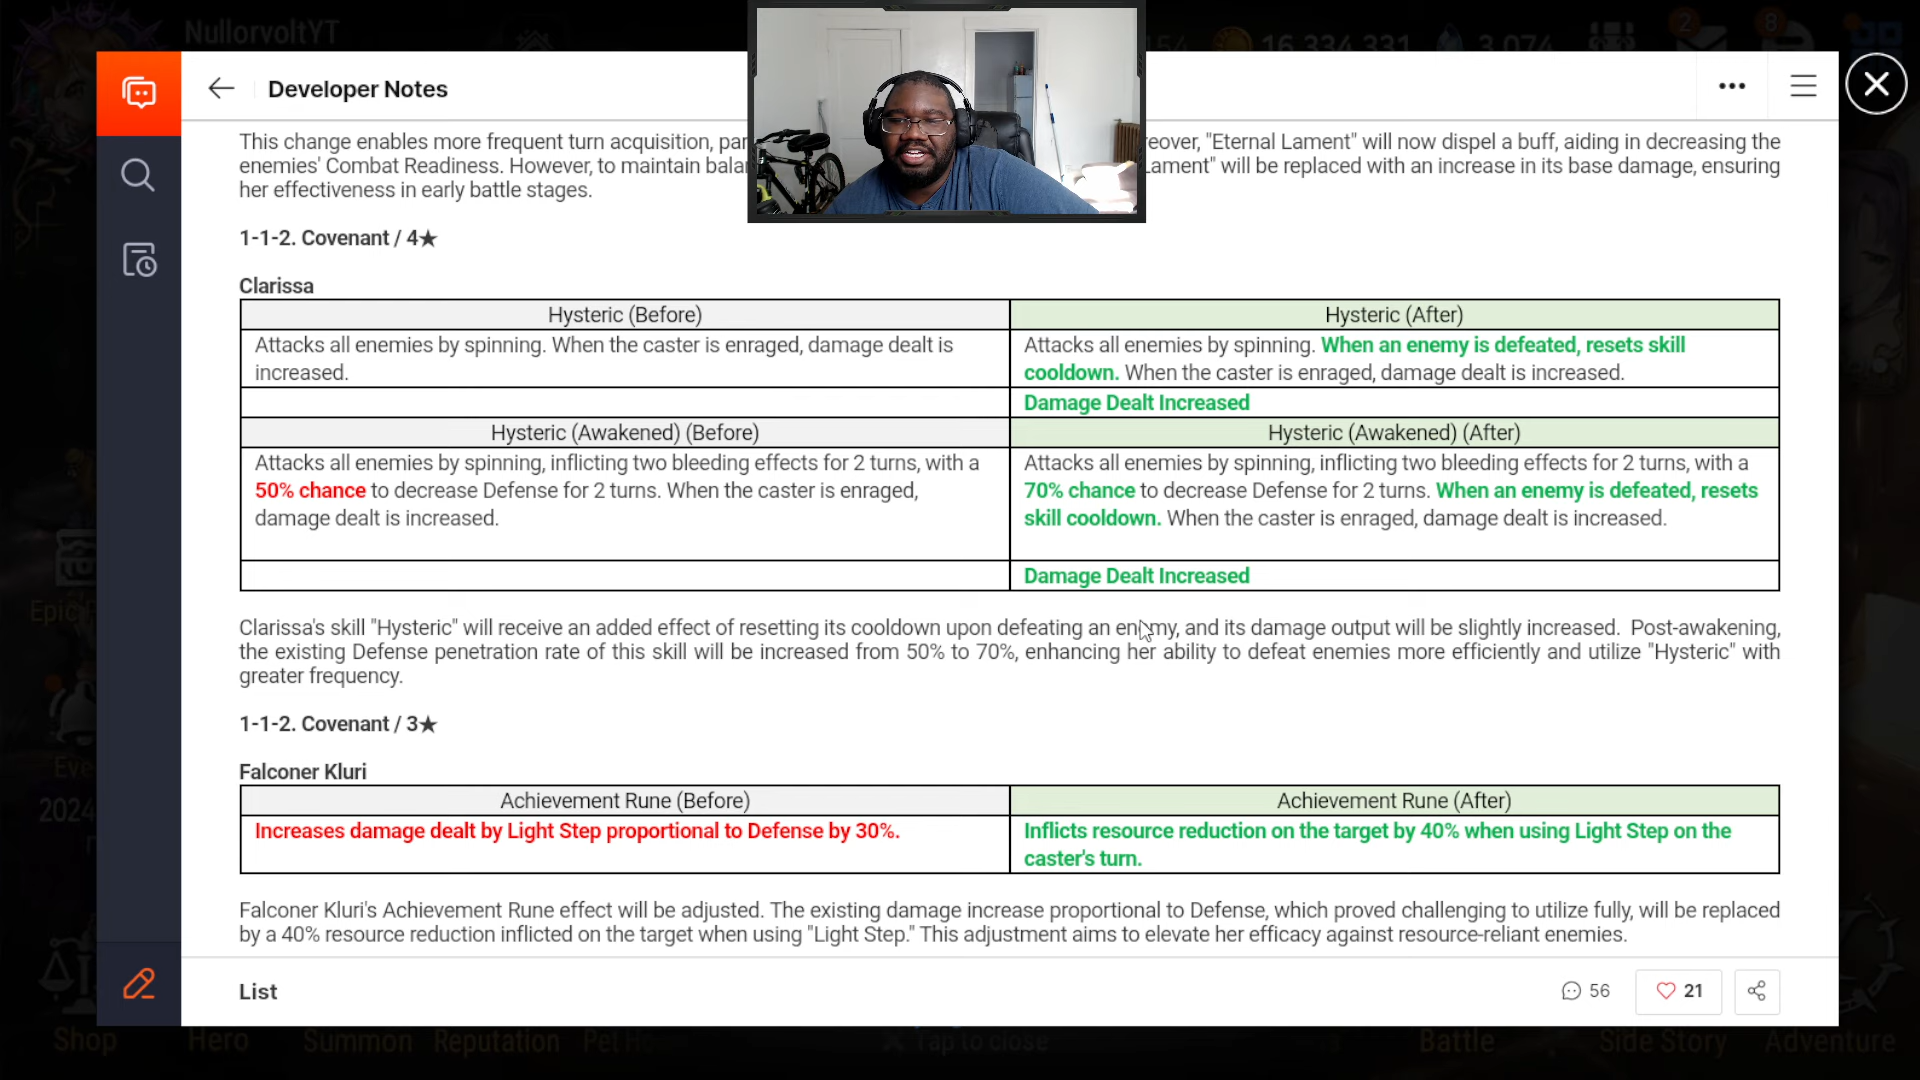 NullorvoltYT
16,334,331
3,074
2
8
Developer Notes
This change enables more frequent turn acquisition, par
reover, "Eternal Lament" will now dispel a buff, aiding in decreasing the
enemies' Combat Readiness. However, to maintain bala
Lament" will be replaced with an increase in its base damage, ensuring
her effectiveness in early battle stages.
1-1-2. Covenant / 4★
Clarissa
Hysteric (Before)
Hysteric (After)
Attacks all enemies by spinning. When the caster is enraged, damage dealt is
increased.
Attacks all enemies by spinning. When an enemy is defeated, resets skill
cooldown. When the caster is enraged, damage dealt is increased.
Damage Dealt Increased
Hysteric (Awakened) (Before)
Hysteric (Awakened) (After)
Attacks all enemies by spinning, inflicting two bleeding effects for 2 turns, with a
50% chance to decrease Defense for 2 turns. When the caster is enraged,
damage dealt is increased.
Attacks all enemies by spinning, inflicting two bleeding effects for 2 turns, with a
70% chance to decrease Defense for 2 turns. When an enemy is defeated, resets
skill cooldown. When the caster is enraged, damage dealt is increased.
Damage Dealt Increased
Clarissa's skill "Hysteric" will receive an added effect of resetting its cooldown upon defeating an enemy, and its damage output will be slightly increased. Post-awakening,
the existing Defense penetration rate of this skill will be increased from 50% to 70%, enhancing her ability to defeat enemies more efficiently and utilize "Hysteric" with
greater frequency.
1-1-2. Covenant / 3★
Falconer Kluri
Achievement Rune (Before)
Achievement Rune (After)
Increases damage dealt by Light Step proportional to Defense by 30%.
Inflicts resource reduction on the target by 40% when using Light Step on the
caster's turn.
Falconer Kluri's Achievement Rune effect will be adjusted. The existing damage increase proportional to Defense, which proved challenging to utilize fully, will be replaced
by a 40% resource reduction inflicted on the target when using "Light Step." This adjustment aims to elevate her efficacy against resource-reliant enemies.
List
56
21
Epic
Eve
2024
Shop
Hero
Summon
Reputation
Pet Ho
Tap to close
Battle
Side Story
Adventure